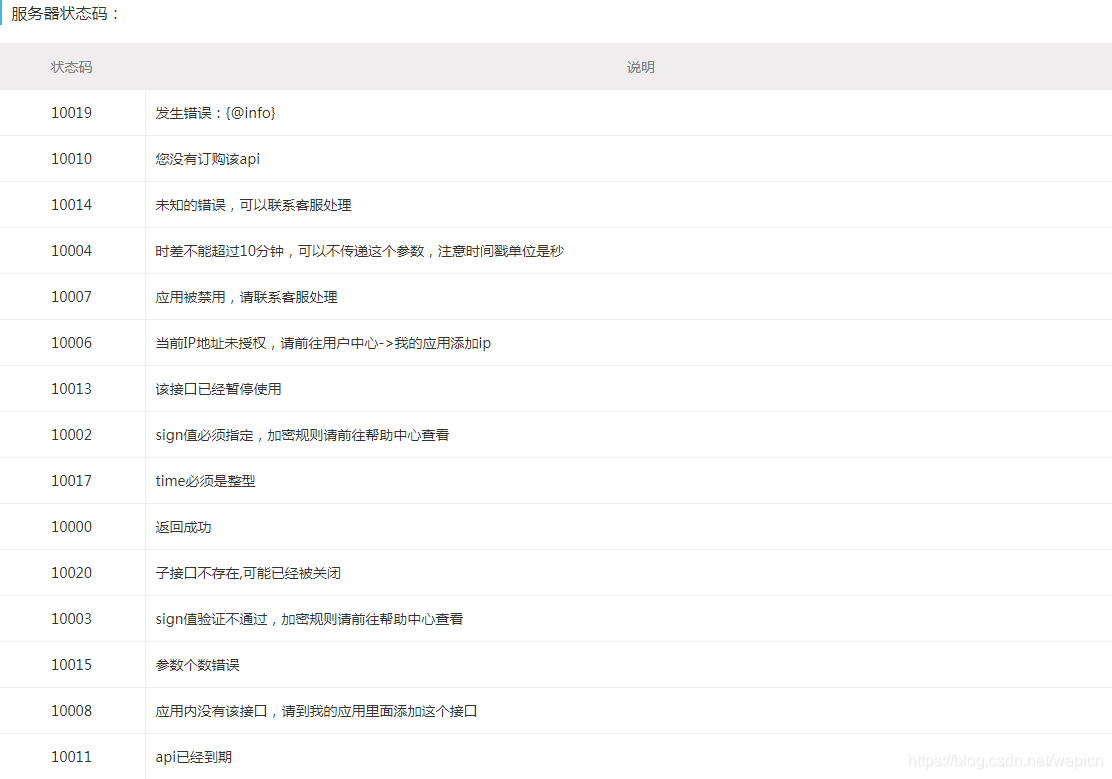 服务器状态码：
状态码 说明
10019 发生错误：{@info}
10010 您没有订购该api
10014 未知的错误，可以联系客服处理
10004 时差不能超过10分钟，可以不传递这个参数，注意时间戳单位是秒
10007 应用被禁用，请联系客服处理
10006 当前IP地址未授权，请前往用户中心->我的应用添加ip
10013 该接口已经暂停使用
10002 sign值必须指定，加密规则请前往帮助中心查看
10017 time必须是整型
10000 返回成功
10020 子接口不存在,可能已经被关闭
10003 sign值验证不通过，加密规则请前往帮助中心查看
10015 参数个数错误
10008 应用内没有该接口，请到我的应用里面添加这个接口
10011 api已经到期
https://blog.csdn.net/wapicn